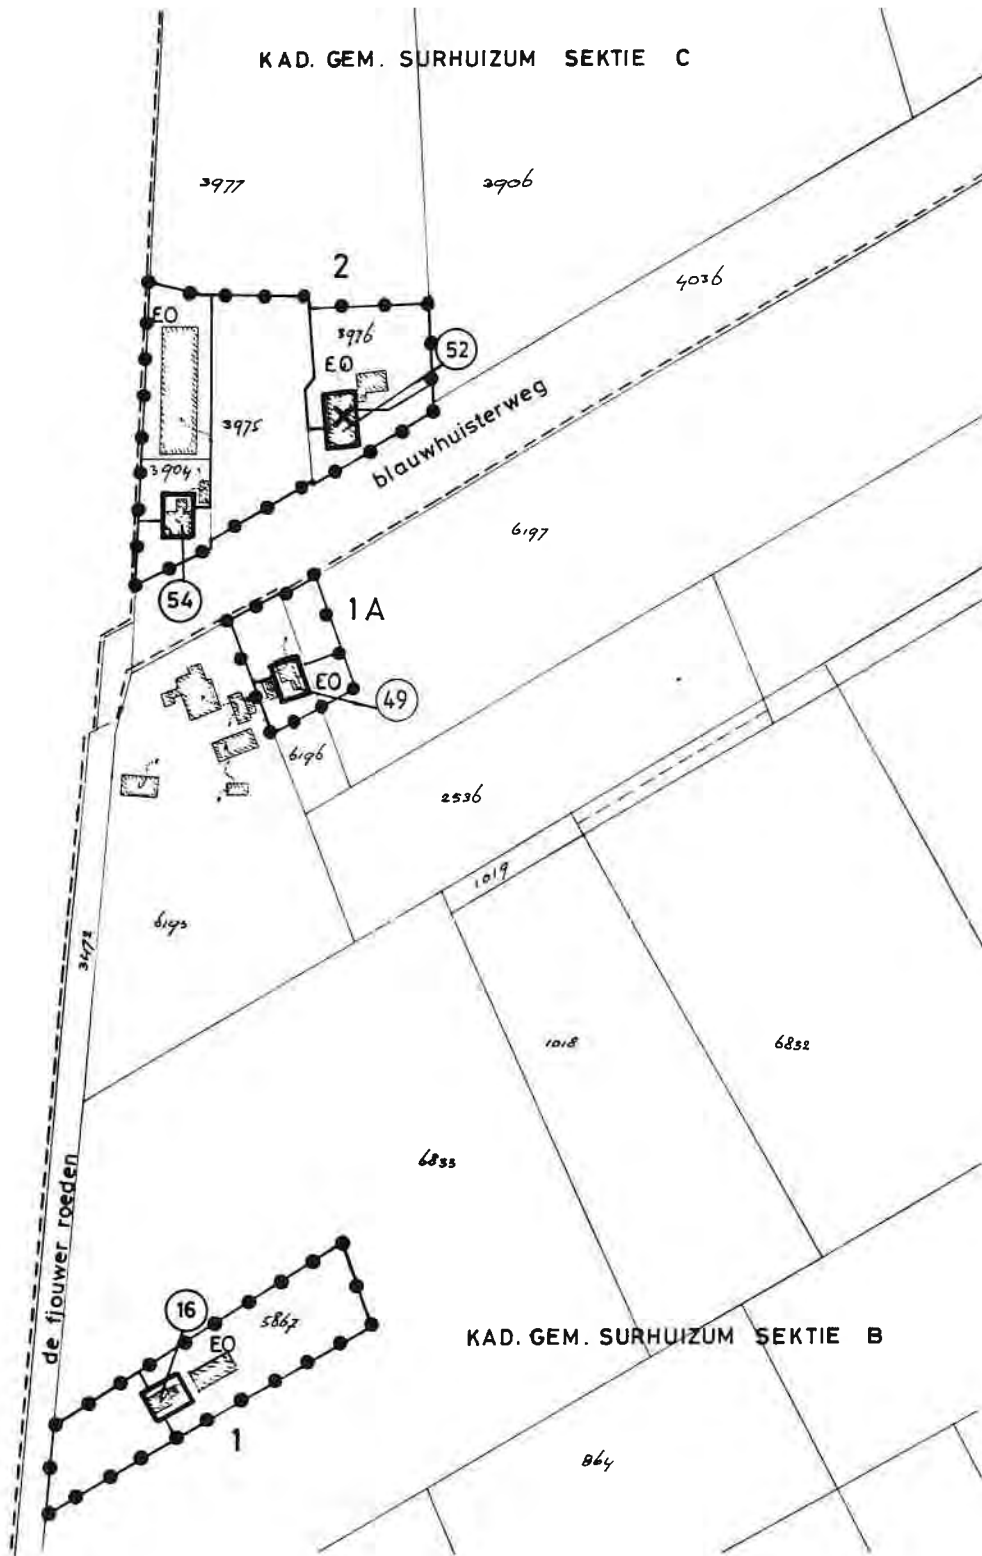 KAD. GEM. SURHUIZUM SEKTIE C
3977
3906
4036
2
EO
3976
52
EO
3975
blauwhuisterweg
3904
6197
54
1A
EO
49
6196
2536
1019
6193
3472
1018
6832
6833
de fjouwer roeden
16
5867
EO
KAD. GEM. SURHUIZUM SEKTIE B
1
864